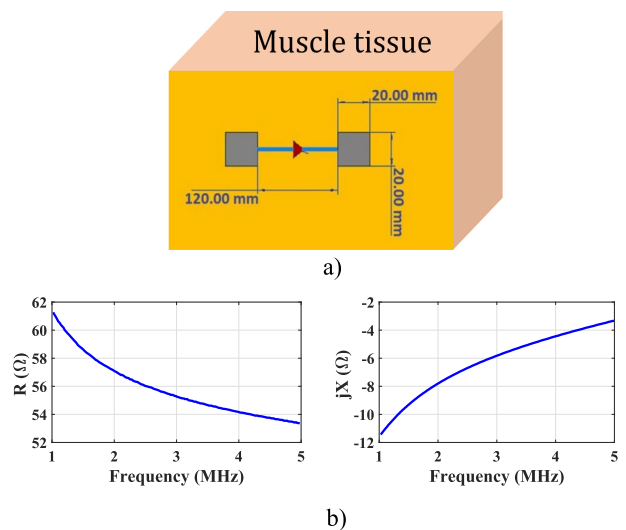 Muscle tissue
20.00 mm
120.00 mm
20.00 mm
a)
R (Ω)
62
60
58
56
54
52
1 2 3 4 5
Frequency (MHz)
jX (Ω)
-2
-4
-6
-8
-10
-12
1 2 3 4 5
Frequency (MHz)
b)